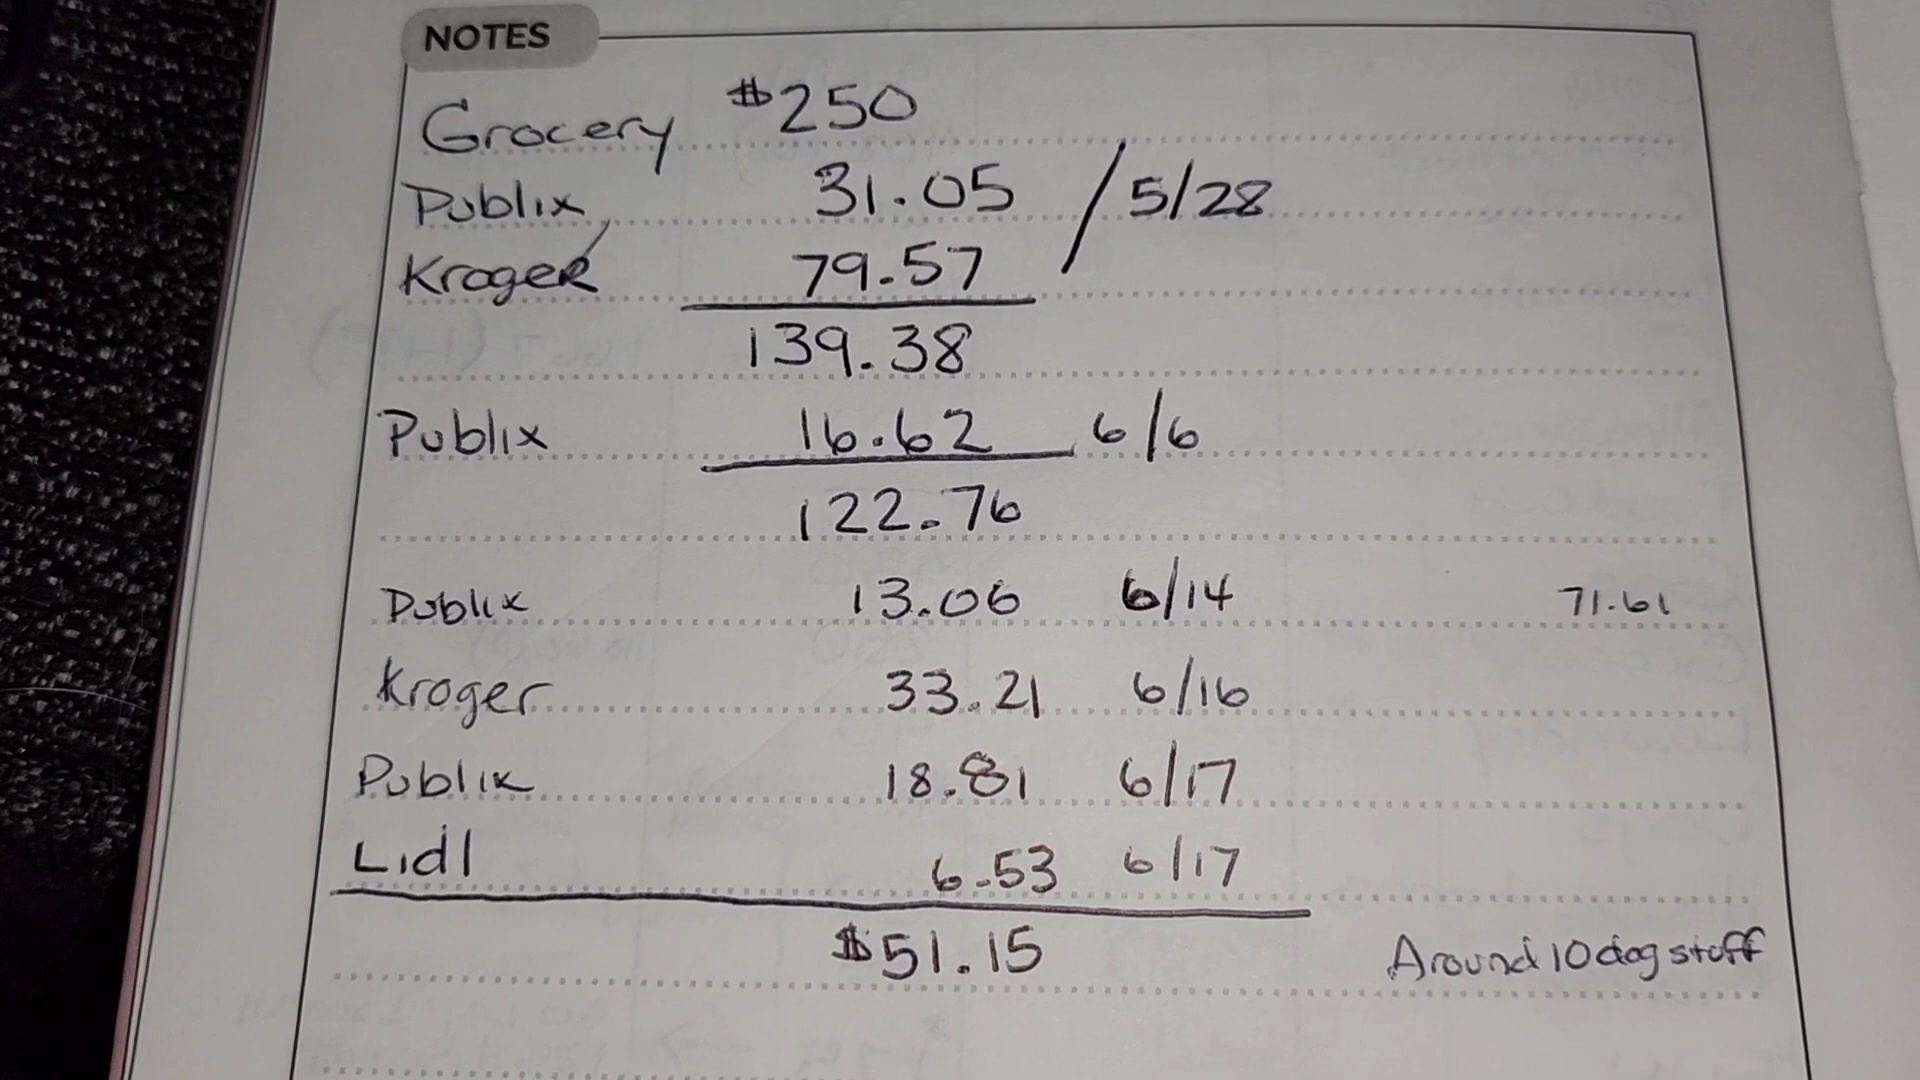 NOTES
Grocery $250
Publix 31.05 / 5/28
Kroger 79.57
139.38
Publix 16.62 6/6
122.76
Publix 13.06 6/14 71.61
Kroger 33.21 6/16
Publix 18.81 6/17
Lidl 6.53 6/17
$51.15 Around 10 dog stuff